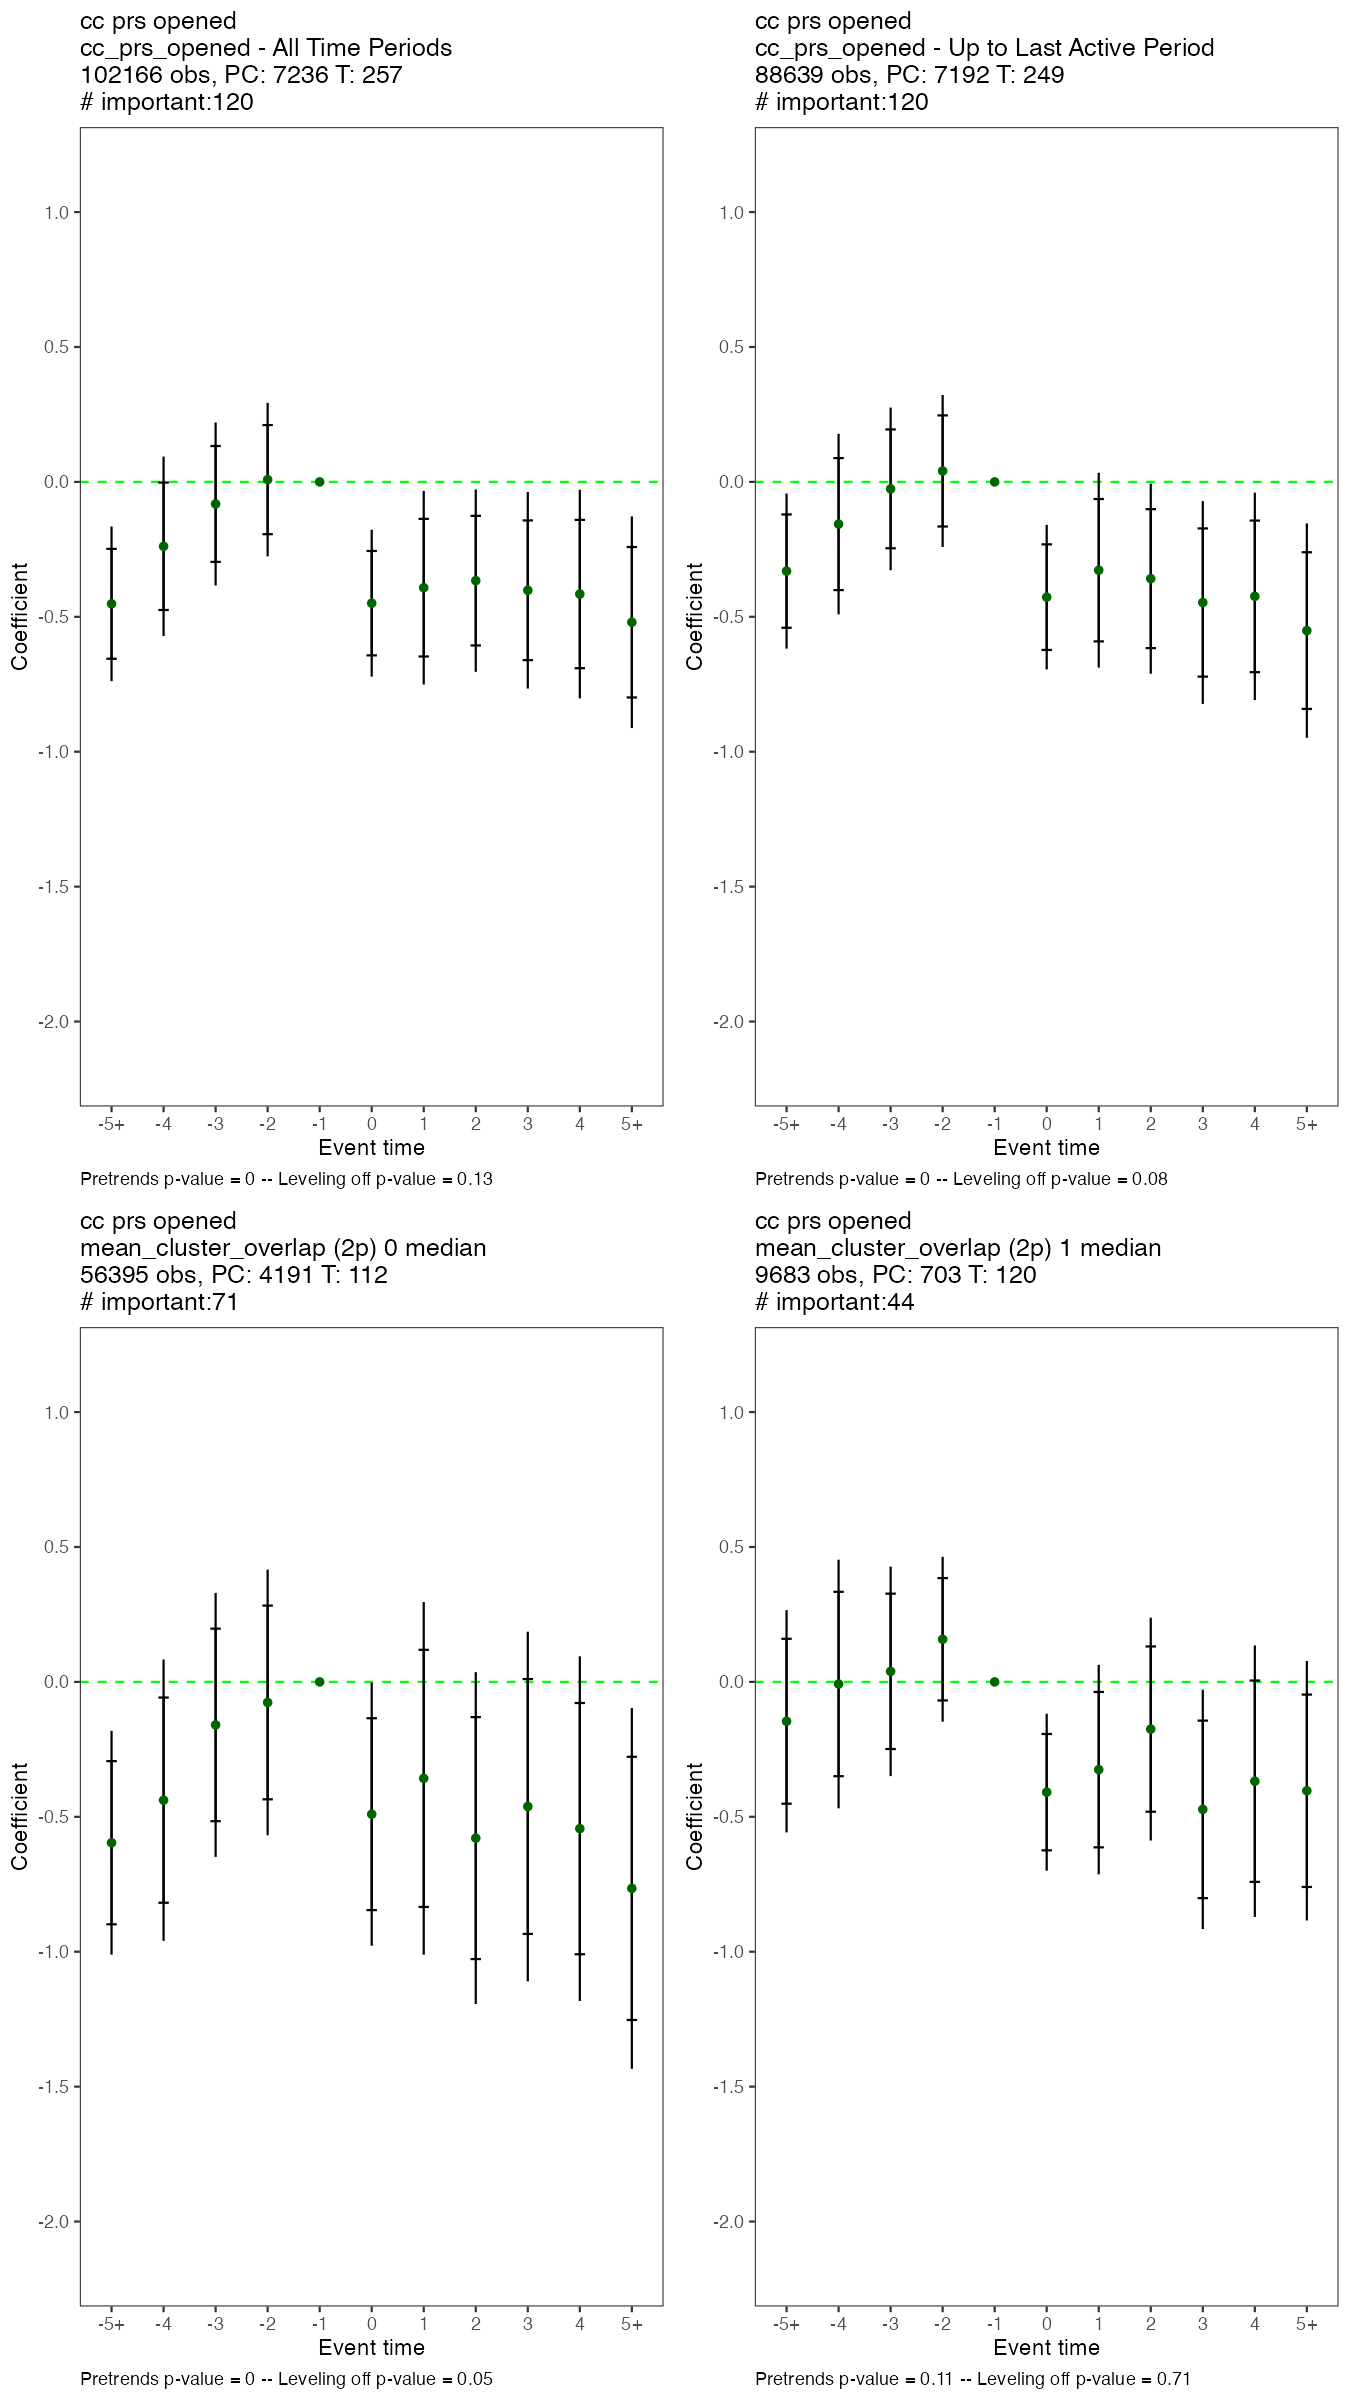 cc prs opened
cc_prs_opened - All Time Periods
102166 obs, PC: 7236 T: 257
# important:120
1.0
0.5
0.0
-0.5
-1.0
-1.5
-2.0
Coefficient
-5+ -4 -3 -2 -1 0 1 2 3 4 5+
Event time
Pretrends p-value = 0 -- Leveling off p-value = 0.13
cc prs opened
cc_prs_opened - Up to Last Active Period
88639 obs, PC: 7192 T: 249
# important:120
1.0
0.5
0.0
-0.5
-1.0
-1.5
-2.0
Coefficient
-5+ -4 -3 -2 -1 0 1 2 3 4 5+
Event time
Pretrends p-value = 0 -- Leveling off p-value = 0.08
cc prs opened
mean_cluster_overlap (2p) 0 median
56395 obs, PC: 4191 T: 112
# important:71
1.0
0.5
0.0
-0.5
-1.0
-1.5
-2.0
Coefficient
-5+ -4 -3 -2 -1 0 1 2 3 4 5+
Event time
Pretrends p-value = 0 -- Leveling off p-value = 0.05
cc prs opened
mean_cluster_overlap (2p) 1 median
9683 obs, PC: 703 T: 120
# important:44
1.0
0.5
0.0
-0.5
-1.0
-1.5
-2.0
Coefficient
-5+ -4 -3 -2 -1 0 1 2 3 4 5+
Event time
Pretrends p-value = 0.11 -- Leveling off p-value = 0.71